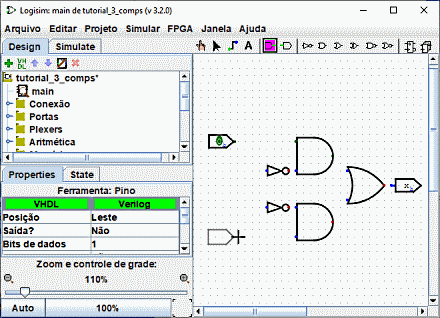 Logisim: main de tutorial_3_comps (v 3.2.0)
Arquivo Editar Projeto Simular FPGA Janela Ajuda
Design Simulate
A
VHDL
tutorial_3_comps*
main
Conexão
Portas
Plexers
Aritmética
Properties State
Ferramenta: Pino
VHDL Verilog
Posição Leste
Saída? Não
Bits de dados 1
Zoom e controle de grade:
110%
Auto 100%
0
x